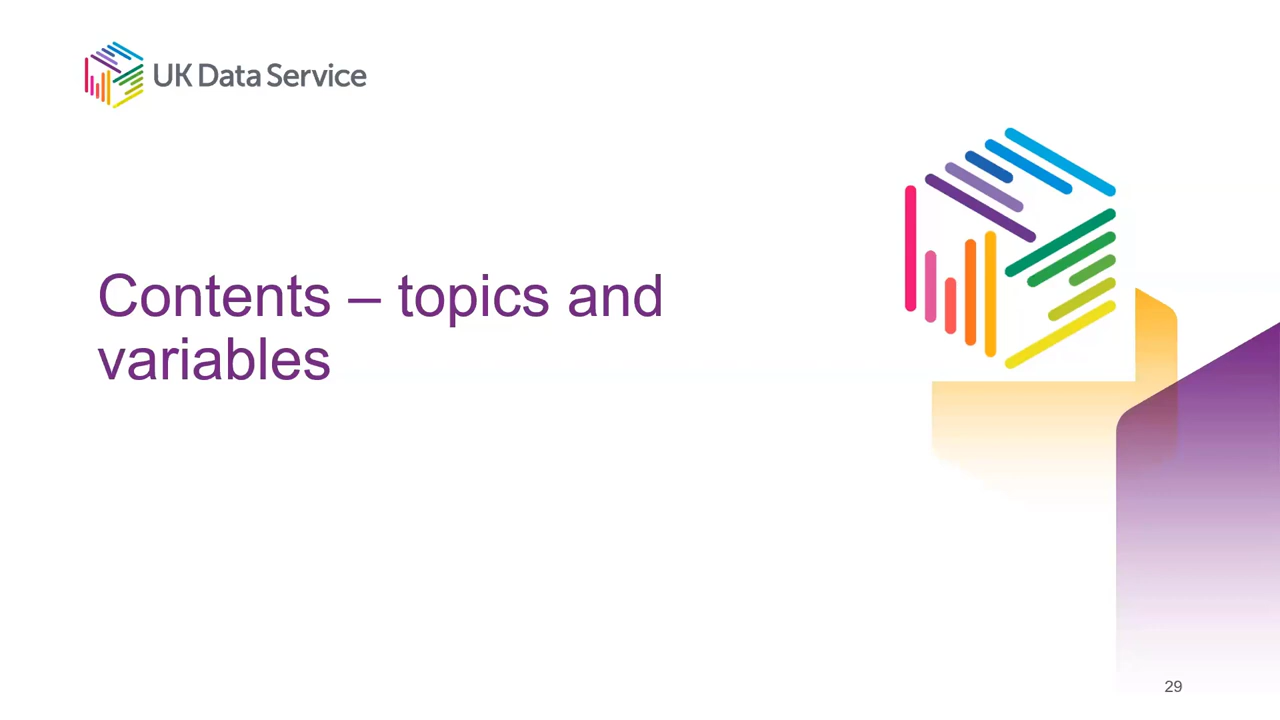 UK Data Service
Contents – topics and
variables
29